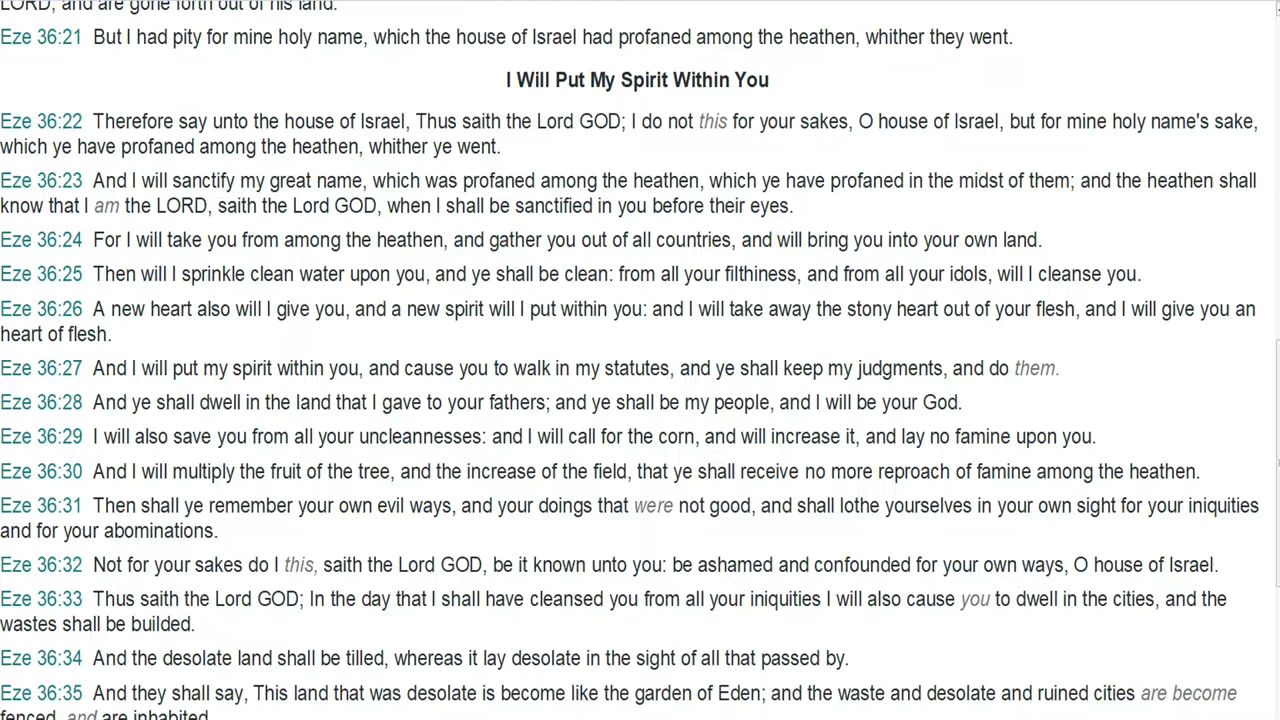 LORD, and are gone forth out of his land.
Eze 36:21 But I had pity for mine holy name, which the house of Israel had profaned among the heathen, whither they went.
I Will Put My Spirit Within You
Eze 36:22 Therefore say unto the house of Israel, Thus saith the Lord GOD; I do not this for your sakes, O house of Israel, but for mine holy name's sake,
which ye have profaned among the heathen, whither ye went.
Eze 36:23 And I will sanctify my great name, which was profaned among the heathen, which ye have profaned in the midst of them; and the heathen shall
know that I am the LORD, saith the Lord GOD, when I shall be sanctified in you before their eyes.
Eze 36:24 For I will take you from among the heathen, and gather you out of all countries, and will bring you into your own land.
Eze 36:25 Then will I sprinkle clean water upon you, and ye shall be clean: from all your filthiness, and from all your idols, will I cleanse you.
Eze 36:26 A new heart also will I give you, and a new spirit will I put within you: and I will take away the stony heart out of your flesh, and I will give you an
heart of flesh.
Eze 36:27 And I will put my spirit within you, and cause you to walk in my statutes, and ye shall keep my judgments, and do them.
Eze 36:28 And ye shall dwell in the land that I gave to your fathers; and ye shall be my people, and I will be your God.
Eze 36:29 I will also save you from all your uncleannesses: and I will call for the corn, and will increase it, and lay no famine upon you.
Eze 36:30 And I will multiply the fruit of the tree, and the increase of the field, that ye shall receive no more reproach of famine among the heathen.
Eze 36:31 Then shall ye remember your own evil ways, and your doings that were not good, and shall lothe yourselves in your own sight for your iniquities
and for your abominations.
Eze 36:32 Not for your sakes do I this, saith the Lord GOD, be it known unto you: be ashamed and confounded for your own ways, O house of Israel.
Eze 36:33 Thus saith the Lord GOD; In the day that I shall have cleansed you from all your iniquities I will also cause you to dwell in the cities, and the
wastes shall be builded.
Eze 36:34 And the desolate land shall be tilled, whereas it lay desolate in the sight of all that passed by.
Eze 36:35 And they shall say, This land that was desolate is become like the garden of Eden; and the waste and desolate and ruined cities are become
fenced, and are inhabited.